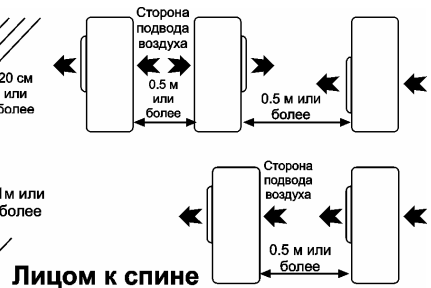 Сторона
подвода
воздуха
20 см
или
более
0.5 м
или
более
0.5 м или
более
1м или
более
Сторона
подвода
воздуха
0.5 м или
более
Лицом к спине